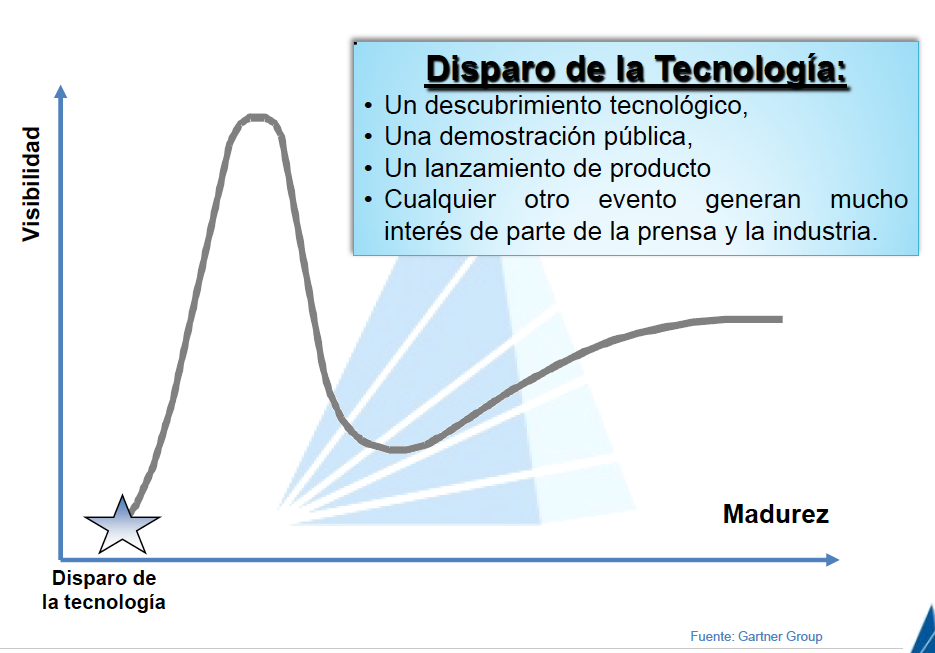 Disparo de la Tecnología:
• Un descubrimiento tecnológico,
• Una demostración pública,
• Un lanzamiento de producto
• Cualquier otro evento generan mucho
interés de parte de la prensa y la industria.
Visibilidad
Madurez
Disparo de
la tecnología
Fuente: Gartner Group